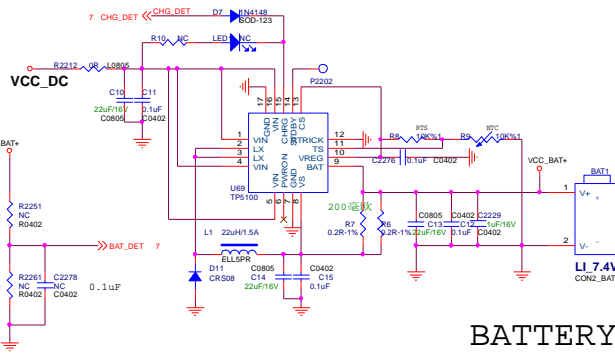 D7 1N4148
7 CHG_DET CHG_DET
SOD-123
R10 NC LED NC
R2212 0R L0805
VCC_DC
P2202
C10 C11
22uF/16V 0.1uF
C0805 C0402
17 16 15 14 13
GND VIN CHRG STDBY CS
1 VIN BTRICK 12
2 LX TS 11
3 LX VREG 10
4 VIN BAT 9
VIN PWRON GND VS
5 6 7 8
U69
TP5100
R8 RTS 10K%1
R9 NTC 10K%1
C2276 0.1uF C0402
VCC_BAT+
BAT1
1 V+ +
2 V- -
LI_7.4V
CON2_BAT
BAT+
R2251
NC
R0402
BAT_DET 7
R2261 C2278
NC NC
R0402 C0402
0.1uF
200毫欧
R7 R6
0.2R-1% 0.2R-1%
C0805 C0402 C2229
C13 C12 1uF/16V
22uF/16V 0.1uF C0402
L1 22uH/1.5A
ELL5PR
D11
CRS08
C0805 C0402
C14 C15
22uF/16V 0.1uF
BATTERY